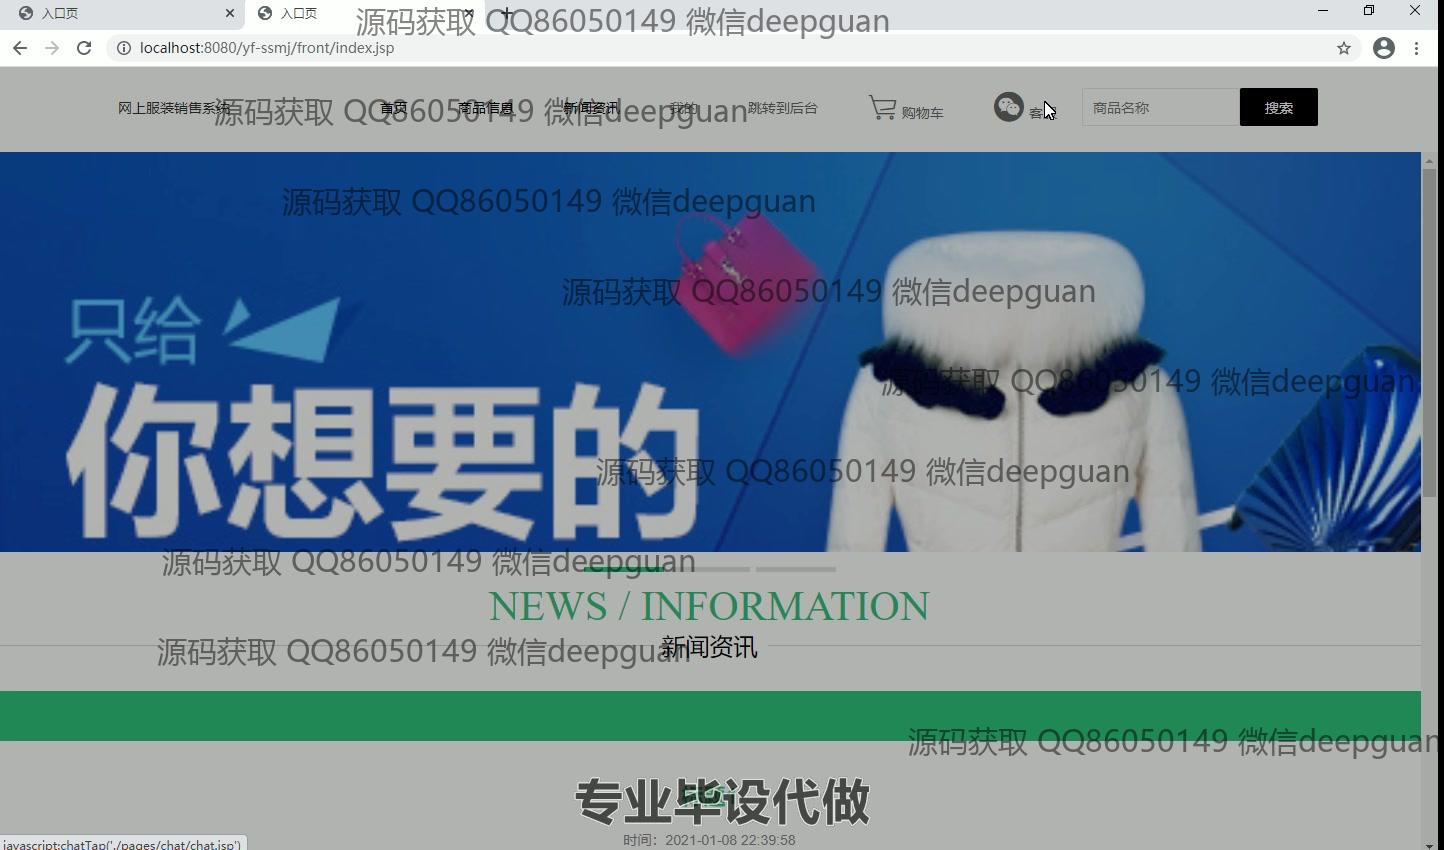 入口页 入口页
源码获取 QQ86050149 微信deepguan
localhost:8080/yf-ssmj/front/index.jsp
网上服装销售系统 首页 商品信息 新闻资讯 我的 跳转到后台 购物车 客服 商品名称 搜索
源码获取 QQ86050149 微信deepguan
源码获取 QQ86050149 微信deepguan
源码获取 QQ86050149 微信deepguan
只给
源码获取 QQ86050149 微信deepguan
你想要的
源码获取 QQ86050149 微信deepguan
源码获取 QQ86050149 微信deepguan
NEWS / INFORMATION
源码获取 QQ86050149 微信deepguan
新闻资讯
源码获取 QQ86050149 微信deepguan
专业毕设代做
时间：2021-01-08 22:39:58
javascript:chatTap('./pages/chat/chat.jsp')